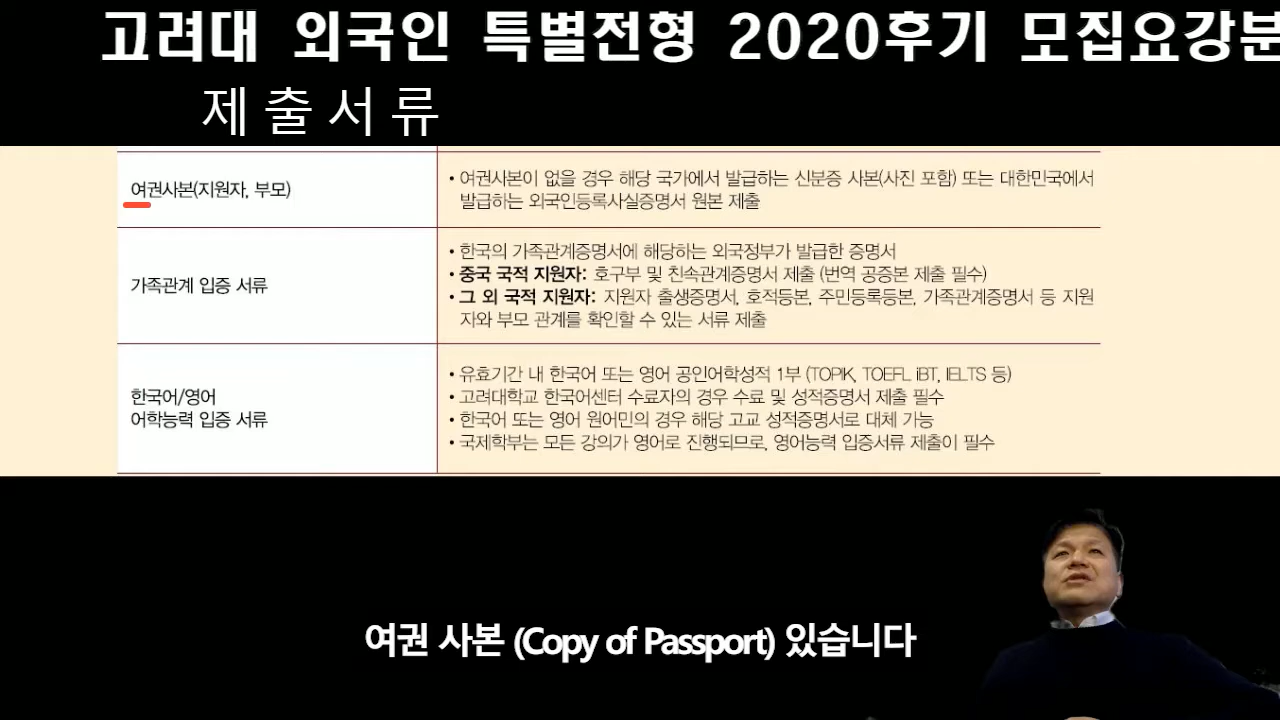 고려대 외국인 특별전형 2020후기 모집요강분
제출서류
여권사본(지원자, 부모)
• 여권사본이 없을 경우 해당 국가에서 발급하는 신분증 사본(사진 포함) 또는 대한민국에서
발급하는 외국인등록사실증명서 원본 제출
가족관계 입증 서류
• 한국의 가족관계증명서에 해당하는 외국정부가 발급한 증명서
• 중국 국적 지원자: 호구부 및 친속관계증명서 제출 (번역 공증본 제출 필수)
• 그 외 국적 지원자: 지원자 출생증명서, 호적등본, 주민등록등본, 가족관계증명서 등 지원
자와 부모 관계를 확인할 수 있는 서류 제출
한국어/영어
어학능력 입증 서류
• 유효기간 내 한국어 또는 영어 공인어학성적 1부 (TOPIK, TOEFL iBT, IELTS 등)
• 고려대학교 한국어센터 수료자의 경우 수료 및 성적증명서 제출 필수
• 한국어 또는 영어 원어민의 경우 해당 고교 성적증명서로 대체 가능
• 국제학부는 모든 강의가 영어로 진행되므로, 영어능력 입증서류 제출이 필수
여권 사본 (Copy of Passport) 있습니다